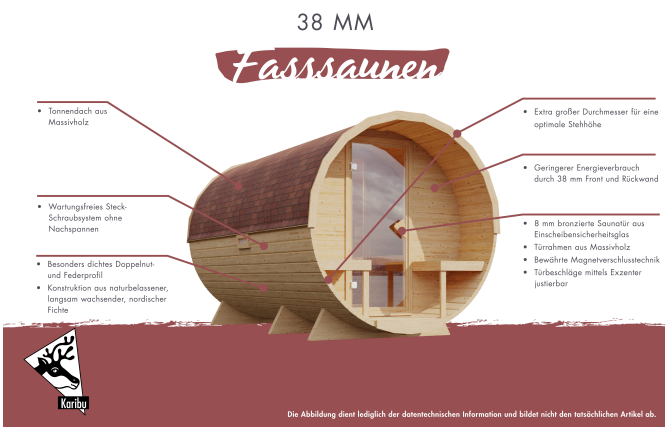 38 MM
Fasssaunen
• Tonnendach aus
Massivholz
• Wartungsfreies Steck-
Schraubsystem ohne
Nachspannen
• Besonders dichtes Doppelnut-
und Federprofil
• Konstruktion aus naturbelassener,
langsam wachsender, nordischer
Fichte
• Extra großer Durchmesser für eine
optimale Stehhöhe
• Geringerer Energieverbrauch
durch 38 mm Front und Rückwand
• 8 mm bronzierte Saunatür aus
Einscheibensicherheitsglas
• Türrahmen aus Massivholz
• Bewährte Magnetverschlusstechnik
• Türbeschläge mittels Exzenter
justierbar
Karibu
Die Abbildung dient lediglich der datentechnischen Information und bildet nicht den tatsächlichen Artikel ab.